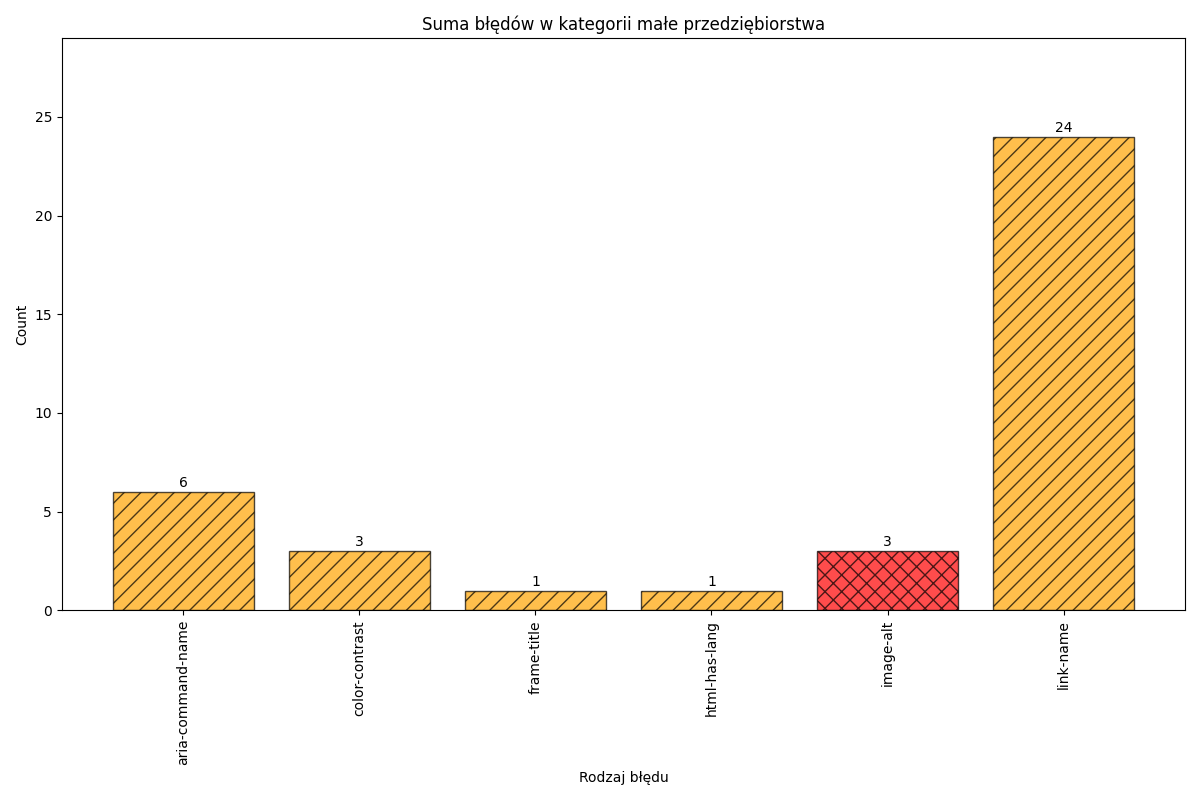 Suma błędów w kategorii małe przedziębiorstwa
Count
25
20
15
10
5
0
6
3
1
1
3
24
aria-command-name
color-contrast
frame-title
html-has-lang
image-alt
link-name
Rodzaj błędu